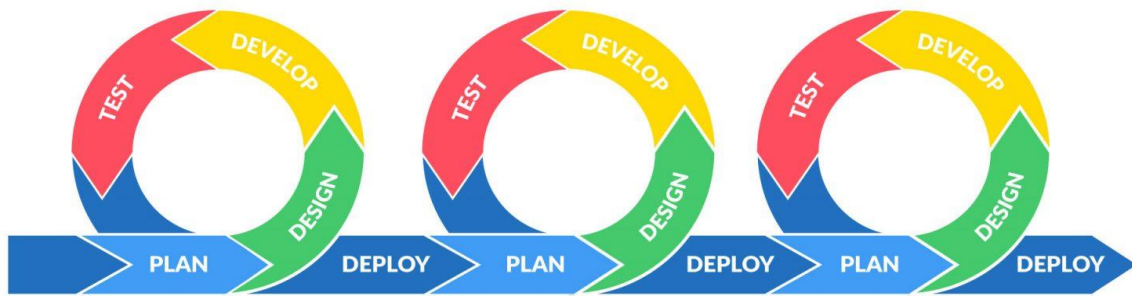 TEST
DEVELOP
DESIGN
PLAN
DEPLOY
TEST
DEVELOP
DESIGN
PLAN
DEPLOY
TEST
DEVELOP
DESIGN
PLAN
DEPLOY